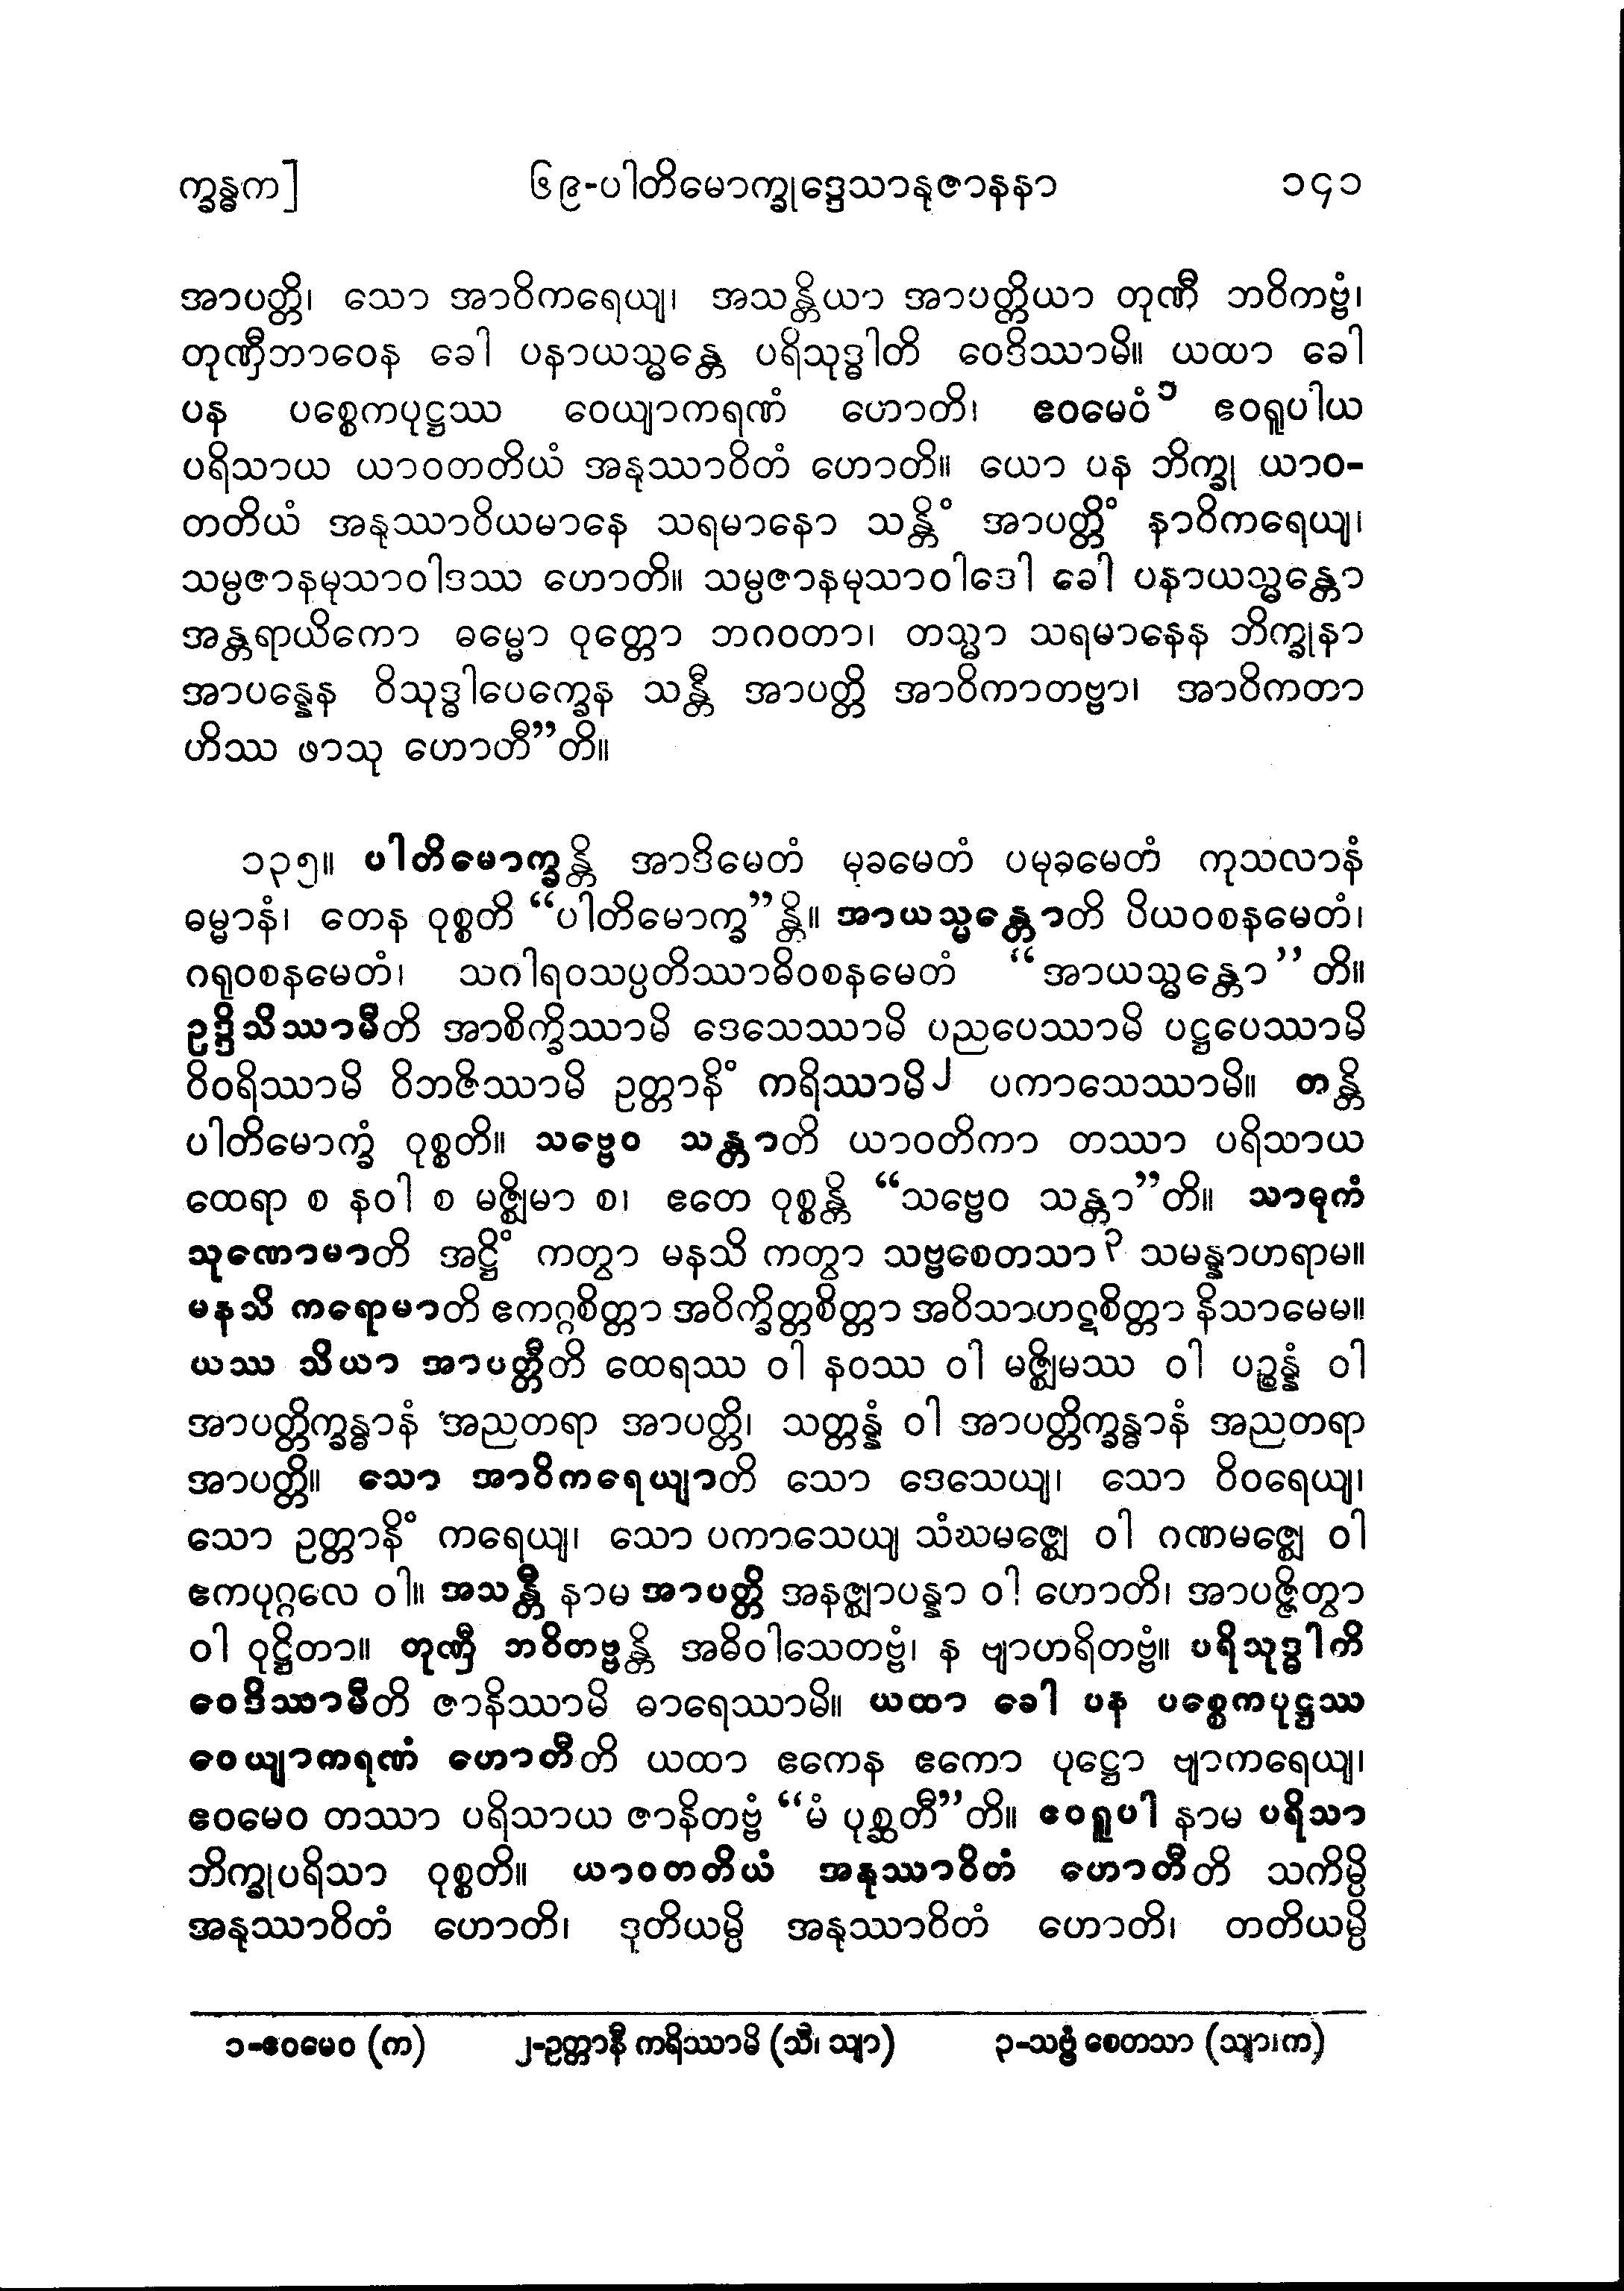 က္ခန္ဓက] ၆၉-ပါတိမောက္ခုဒ္ဒေသာနုဇာနနာ ၁၄၁
အာပတ္တိ၊ သော အာဝိကရေယျ၊ အသန္တိယာ အာပတ္တိယာ တုဏှီ ဘဝိကဗ္ဗံ၊
တုဏှီဘာဝေန ခေါ ပနာယသ္မန္တေ ပရိသုဒ္ဓါတိ ဝေဒိဿာမိ။ ယထာ ခေါ
ပန ပစ္စေကပုဋ္ဌဿ ဝေယျာကရဏံ ဟောတိ၊ ဧဝမေဝံ၁ ဧဝရူပါယ
ပရိသာယ ယာဝတတိယံ အနုဿာဝိတံ ဟောတိ။ ယော ပန ဘိက္ခု ယာဝ-
တတိယံ အနုဿာဝိယမာနေ သရမာနော သန္တိံ အာပတ္တိံ နာဝိကရေယျ၊
သမ္ပဇာနမုသာဝါဒဿ ဟောတိ။ သမ္ပဇာနမုသာဝါဒေါ ခေါ ပနာယသ္မန္တော
အန္တရာယိကော ဓမ္မော ဝုတ္တော ဘဂဝတာ၊ တသ္မာ သရမာနေန ဘိက္ခုနာ
အာပန္နေန ဝိသုဒ္ဓါပေက္ခေန သန္တီ အာပတ္တိ အာဝိကာတဗ္ဗာ၊ အာဝိကတာ
ဟိဿ ဖာသု ဟောတီ”တိ။
၁၃၅။ ပါတိမောက္ခန္တိ အာဒိမေတံ မုခမေတံ ပမုခမေတံ ကုသလာနံ
ဓမ္မာနံ၊ တေန ဝုစ္စတိ “ပါတိမောက္ခ”န္တိ။ အာယသ္မန္တောတိ ပိယဝစနမေတံ၊
ဂရုဝစနမေတံ၊ သဂါရဝသပ္ပတိဿာဓိဝစနမေတံ “အာယသ္မန္တော”တိ။
ဥဒ္ဒိသိဿာမီတိ အာစိက္ခိဿာမိ ဒေသေဿာမိ ပညပေဿာမိ ပဋ္ဌပေဿာမိ
ဝိဝရိဿာမိ ဝိဘဇိဿာမိ ဥတ္တာနိံ ကရိဿာမိ၂ ပကာသေဿာမိ။ တန္တိ
ပါတိမောက္ခံ ဝုစ္စတိ။ သဗ္ဗေဝ သန္တာတိ ယာဝတိကာ တဿာ ပရိသာယ
ထေရာ စ နဝါ စ မဇ္ဈိမာ စ၊ ဧတေ ဝုစ္စန္တိ “သဗ္ဗေဝ သန္တာ”တိ။ သာဓုကံ
သုဏောမာတိ အဋ္ဌိံ ကတွာ မနသိ ကတွာ သဗ္ဗစေတသာ၃ သမန္နာဟရာမ။
မနသိ ကရောမာတိ ဧကဂ္ဂစိတ္တာ အဝိက္ခိတ္တစိတ္တာ အဝိသာဟဋစိတ္တာ နိသာမေမ။
ယဿ သိယာ အာပတ္တီတိ ထေရဿ ဝါ နဝဿ ဝါ မဇ္ဈိမဿ ဝါ ပဉ္စန္နံ ဝါ
အာပတ္တိက္ခန္ဓာနံ အညတရာ အာပတ္တိ၊ သတ္တန္နံ ဝါ အာပတ္တိက္ခန္ဓာနံ အညတရာ
အာပတ္တိ။ သော အာဝိကရေယျာတိ သော ဒေသေယျ၊ သော ဝိဝရေယျ၊
သော ဥတ္တာနိံ ကရေယျ၊ သော ပကာသေယျ သံဃမဇ္ဈေ ဝါ ဂဏမဇ္ဈေ ဝါ
ဧကပုဂ္ဂလေ ဝါ။ အသန္တီ နာမ အာပတ္တိ အနဇ္ဈာပန္နာ ဝါ ဟောတိ၊ အာပဇ္ဇိတွာ
ဝါ ဝုဋ္ဌိတာ။ တုဏှီ ဘဝိတဗ္ဗန္တိ အဓိဝါသေတဗ္ဗံ၊ န ဗျာဟရိတဗ္ဗံ။ ပရိသုဒ္ဓါကိ
ဝေဒိဿာမီတိ ဇာနိဿာမိ ဓာရေဿာမိ။ ယထာ ခေါ ပန ပစ္စေကပုဋ္ဌဿ
ဝေယျာကရဏံ ဟောတီတိ ယထာ ဧကေန ဧကော ပုဋ္ဌော ဗျာကရေယျ၊
ဧဝမေဝ တဿာ ပရိသာယ ဇာနိတဗ္ဗံ “မံ ပုစ္ဆတီ”တိ။ ဧဝရူပါ နာမ ပရိသာ
ဘိက္ခုပရိသာ ဝုစ္စတိ။ ယာဝတတိယံ အနုဿာဝိတံ ဟောတီတိ သကိမ္ပိ
အနုဿာဝိတံ ဟောတိ၊ ဒုတိယမ္ပိ အနုဿာဝိတံ ဟောတိ၊ တတိယမ္ပိ
၁-ဧဝမေဝ (က) ၂-ဥတ္တာနီ ကရိဿာမိ (သီ၊ သျာ) ၃-သဗ္ဗံ စေတသာ (သျာ၊က)